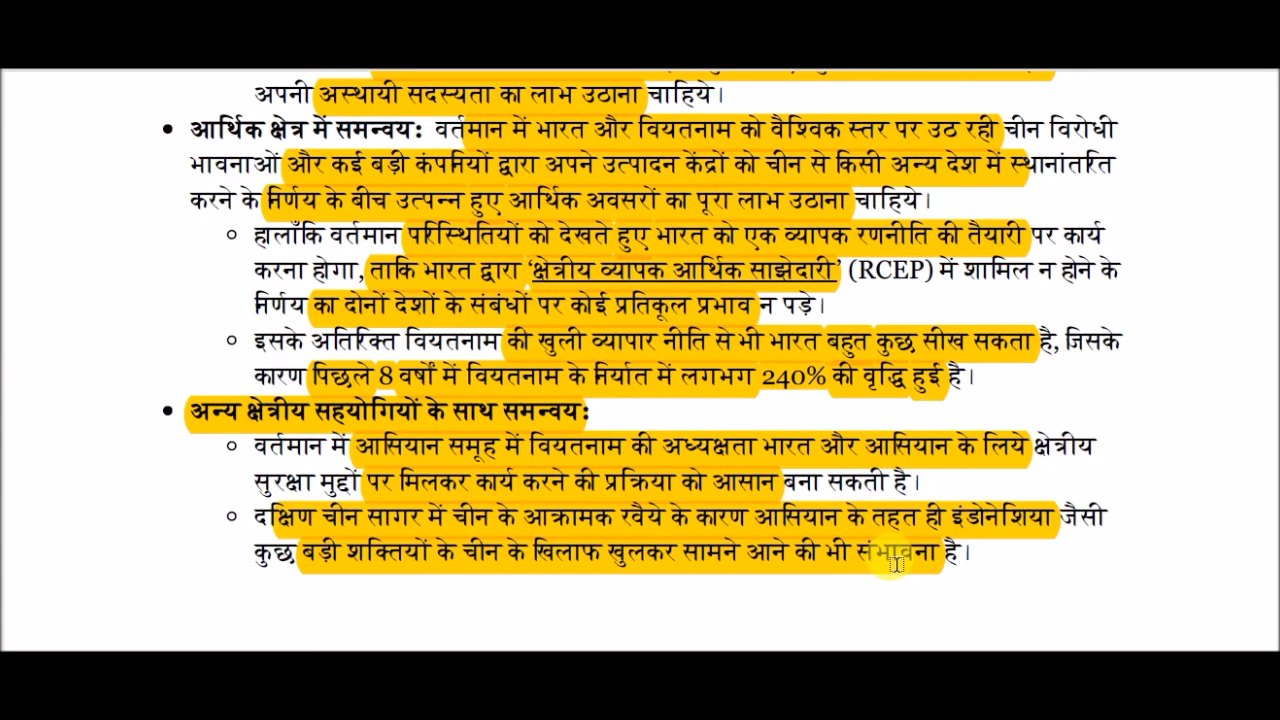 अपनी अस्थायी सदस्यता का लाभ उठाना चाहिये।
• आर्थिक क्षेत्र में समन्वय: वर्तमान में भारत और वियतनाम को वैश्विक स्तर पर उठ रही चीन विरोधी
भावनाओं और कई बड़ी कंपनियों द्वारा अपने उत्पादन केंद्रों को चीन से किसी अन्य देश में स्थानांतरित
करने के निर्णय के बीच उत्पन्न हुए आर्थिक अवसरों का पूरा लाभ उठाना चाहिये।
○ हालाँकि वर्तमान परिस्थितियों को देखते हुए भारत को एक व्यापक रणनीति की तैयारी पर कार्य
करना होगा, ताकि भारत द्वारा ‘क्षेत्रीय व्यापक आर्थिक साझेदारी’ (RCEP) में शामिल न होने के
निर्णय का दोनों देशों के संबंधों पर कोई प्रतिकूल प्रभाव न पड़े।
○ इसके अतिरिक्त वियतनाम की खुली व्यापार नीति से भी भारत बहुत कुछ सीख सकता है, जिसके
कारण पिछले 8 वर्षों में वियतनाम के निर्यात में लगभग 240% की वृद्धि हुई है।
• अन्य क्षेत्रीय सहयोगियों के साथ समन्वय:
○ वर्तमान में आसियान समूह में वियतनाम की अध्यक्षता भारत और आसियान के लिये क्षेत्रीय
सुरक्षा मुद्दों पर मिलकर कार्य करने की प्रक्रिया को आसान बना सकती है।
○ दक्षिण चीन सागर में चीन के आक्रामक रवैये के कारण आसियान के तहत ही इंडोनेशिया जैसी
कुछ बड़ी शक्तियों के चीन के खिलाफ खुलकर सामने आने की भी संभावना है।